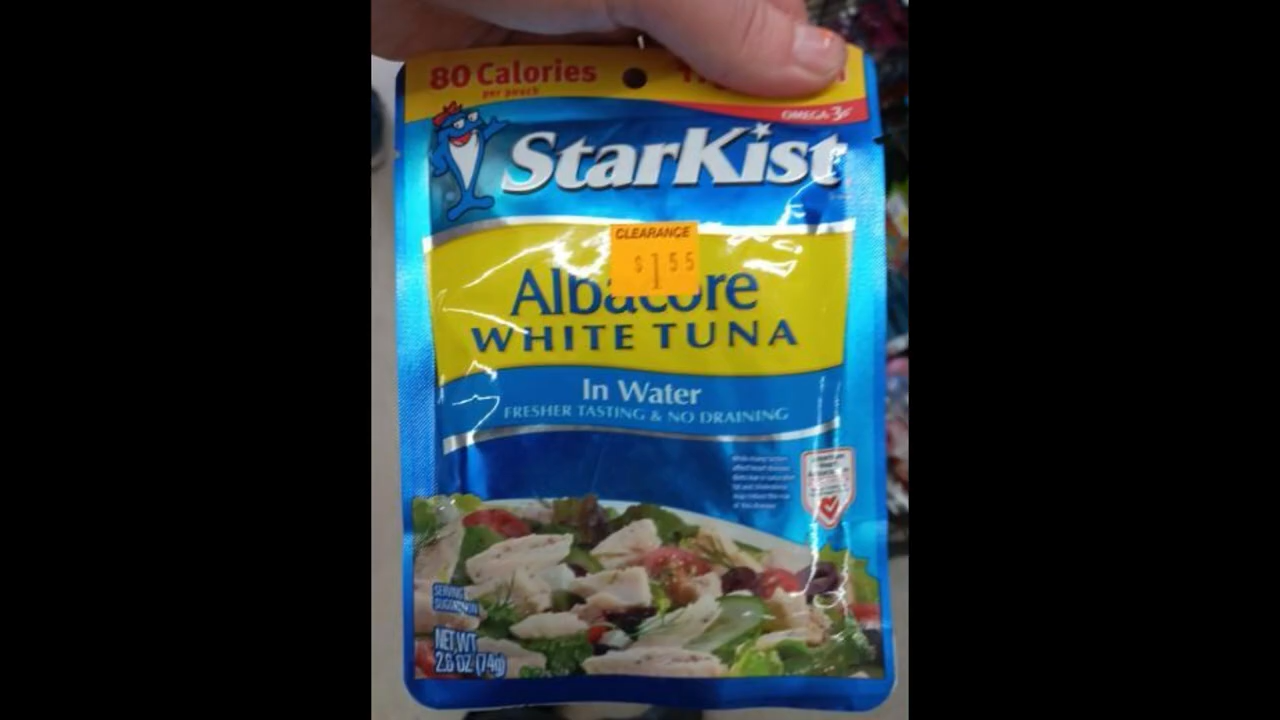 80 Calories
per pouch
OMEGA 3s
StarKist
CLEARANCE
$1.55
Albacore
WHITE TUNA
In Water
FRESHER TASTING & NO DRAINING
SERVING
SUGGESTION
NET WT
2.6 OZ (74g)